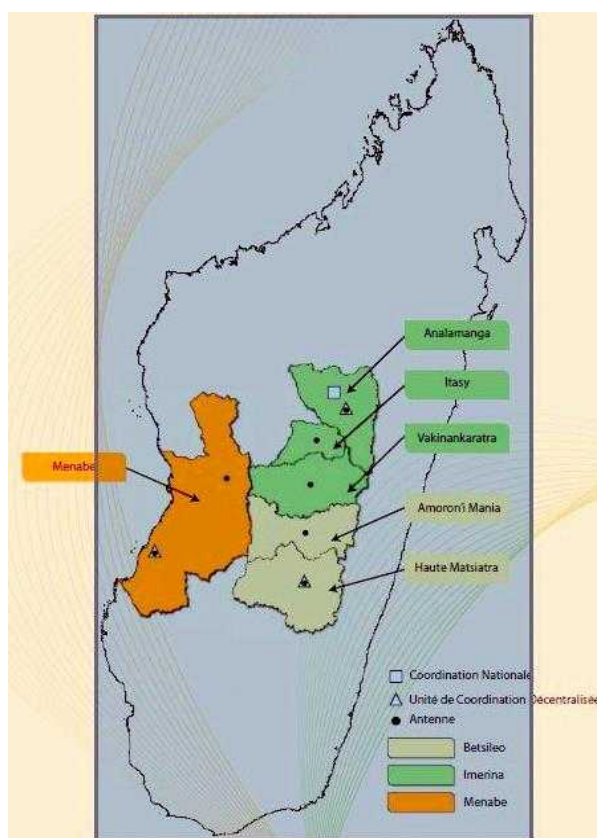 Analamanga
Itasy
Vakinankaratra
Menabe
Amoron'i Mania
Haute Matsiatra
Coordination Nationale
Unité de Coordination Décentralisée
Antenne
Betsileo
Imerina
Menabe